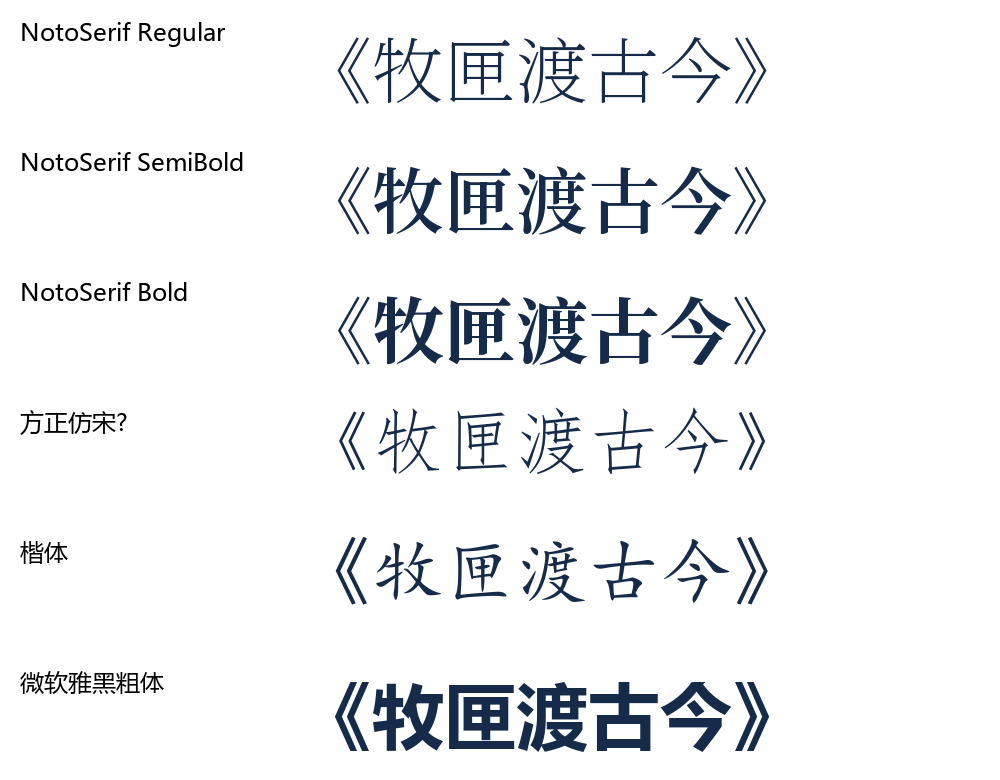 NotoSerif Regular 《牧匣渡古今》
NotoSerif SemiBold 《牧匣渡古今》
NotoSerif Bold 《牧匣渡古今》
方正仿宋? 《牧匣渡古今》
楷体 《牧匣渡古今》
微软雅黑粗体 《牧匣渡古今》